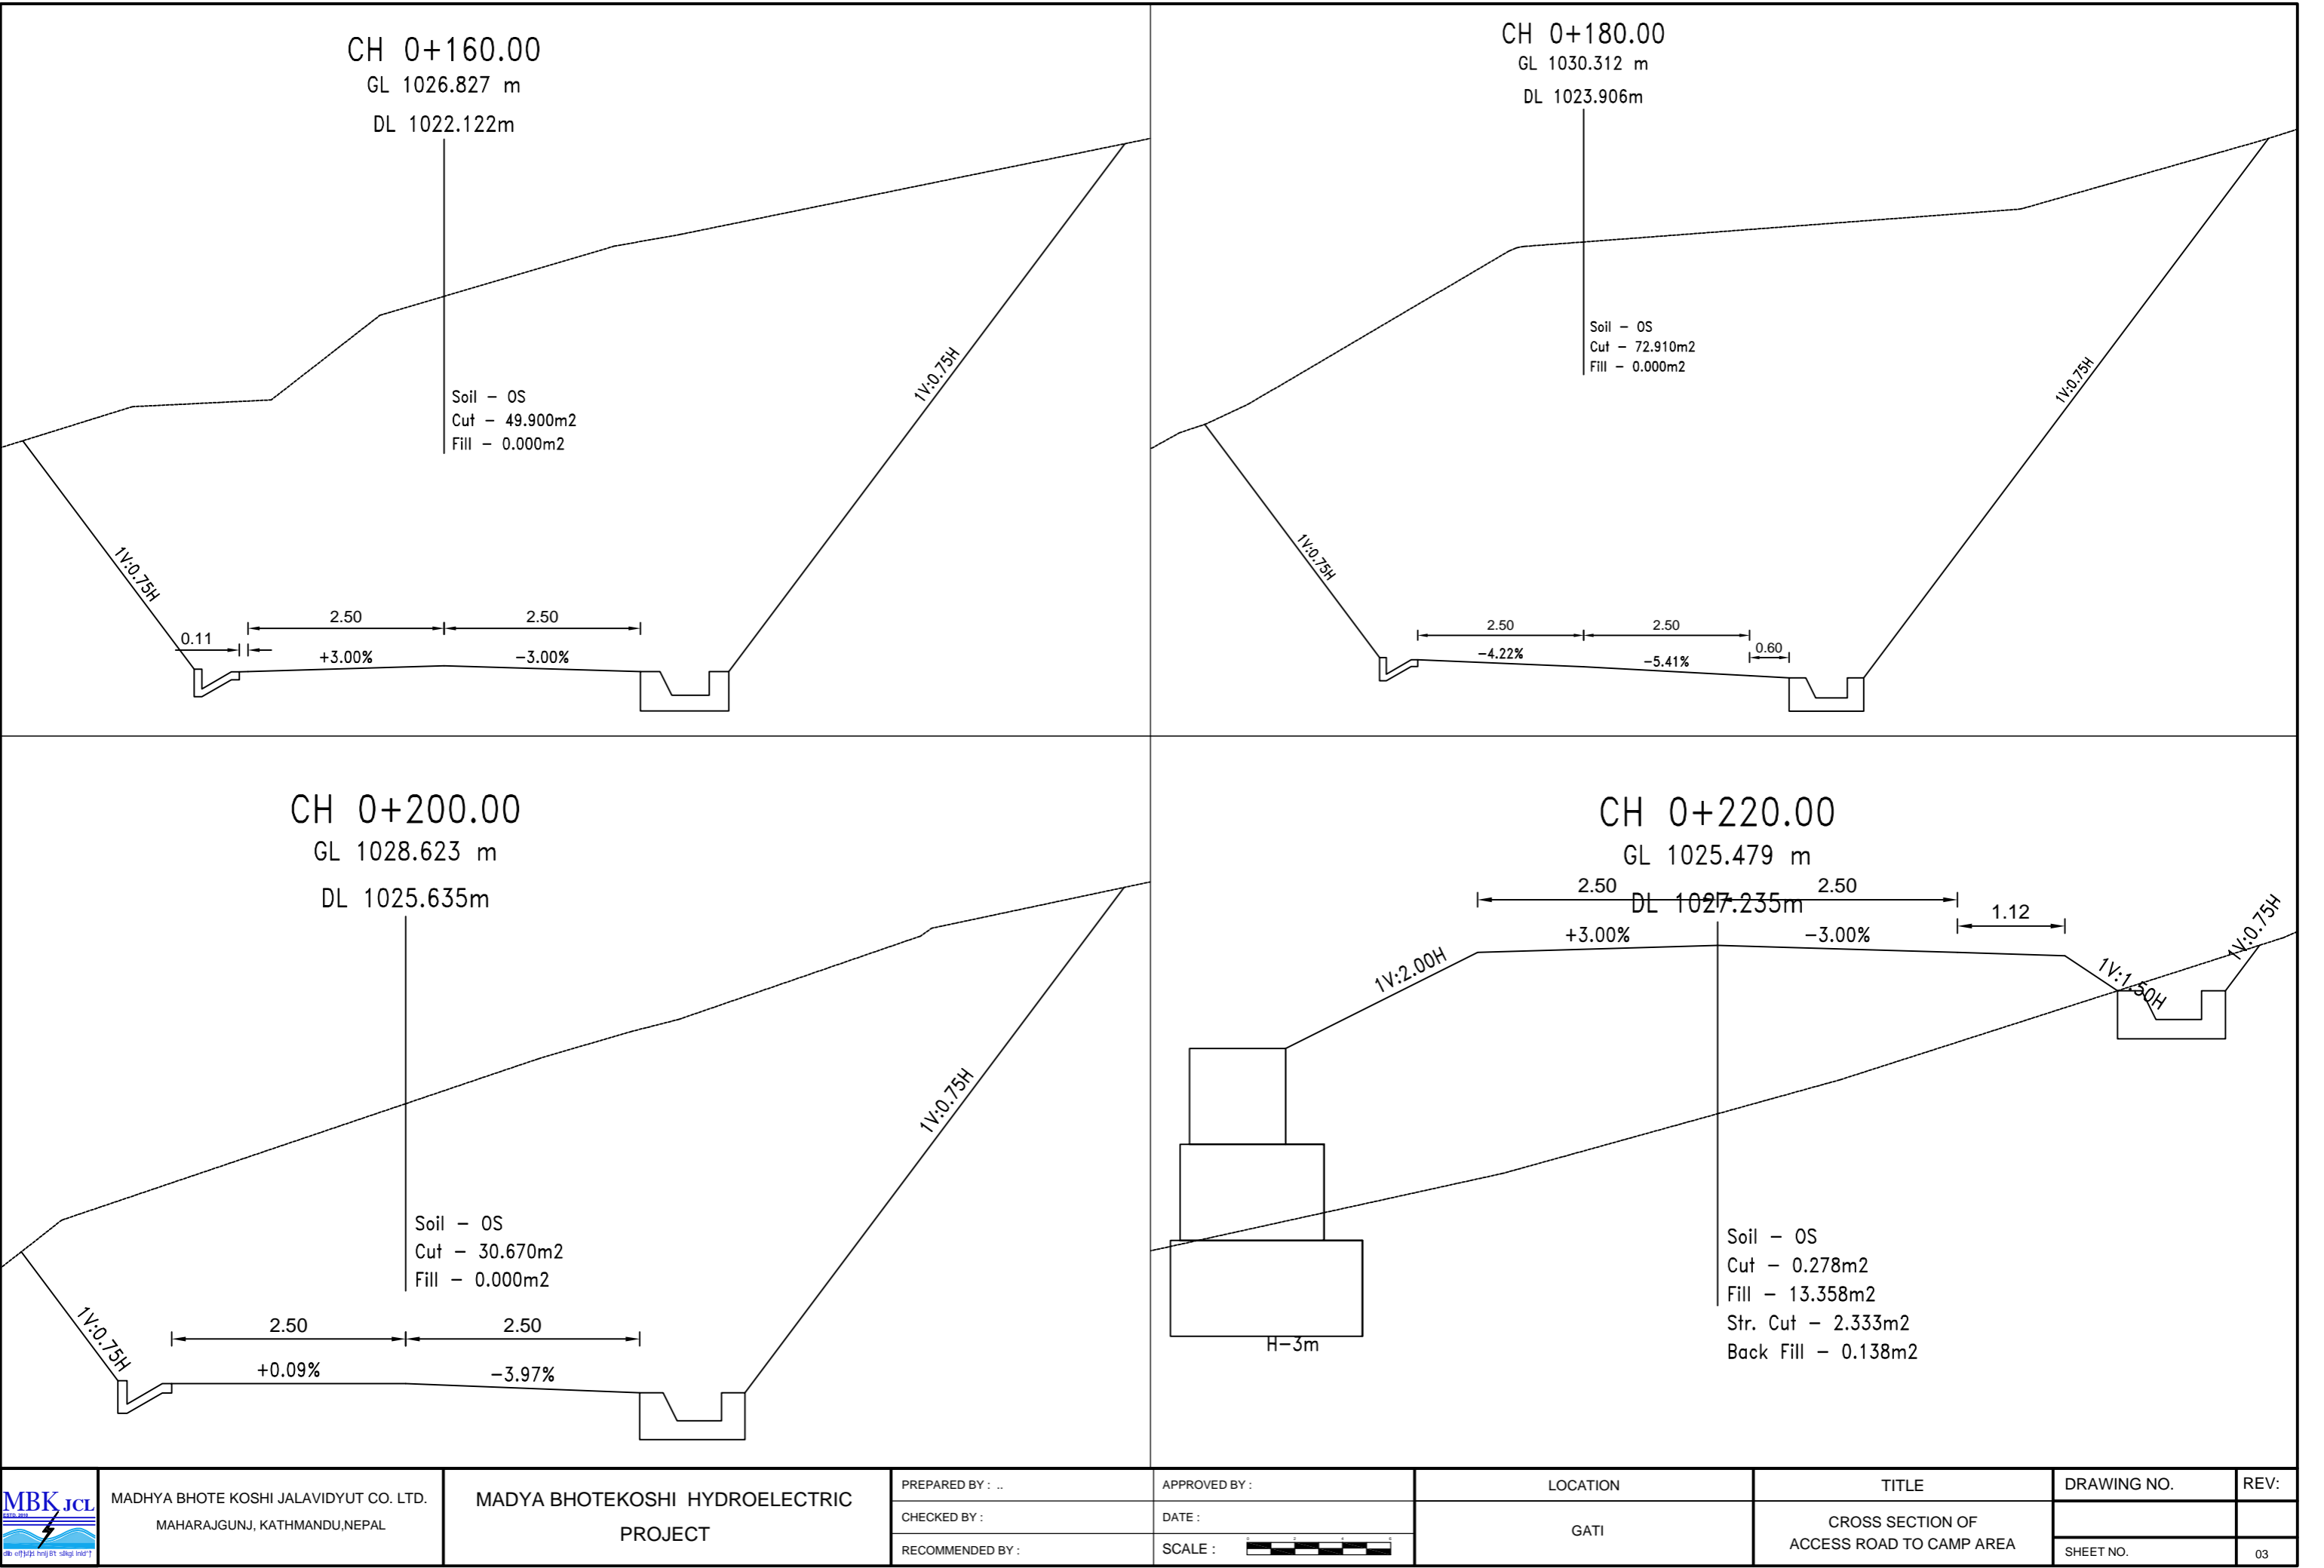 CH 0+160.00
GL 1026.827 m
DL 1022.122m
Soil - OS
Cut - 49.900m2
Fill - 0.000m2
1V:0.75H
1V:0.75H
2.50
2.50
0.11
+3.00%
-3.00%
CH 0+180.00
GL 1030.312 m
DL 1023.906m
Soil - OS
Cut - 72.910m2
Fill - 0.000m2
1V:0.75H
1V:0.75H
2.50
2.50
0.60
-4.22%
-5.41%
CH 0+200.00
GL 1028.623 m
DL 1025.635m
Soil - OS
Cut - 30.670m2
Fill - 0.000m2
1V:0.75H
1V:0.75H
2.50
2.50
+0.09%
-3.97%
CH 0+220.00
GL 1025.479 m
2.50
2.50
DL 1027.235m
1.12
+3.00%
-3.00%
1V:2.00H
1V:1.50H
1V:0.75H
H-3m
Soil - OS
Cut - 0.278m2
Fill - 13.358m2
Str. Cut - 2.333m2
Back Fill - 0.138m2
MBK JCL
ESTD. 2010
MADHYA BHOTE KOSHI JALAVIDYUT CO. LTD.
MAHARAJGUNJ, KATHMANDU,NEPAL
MADYA BHOTEKOSHI HYDROELECTRIC
PROJECT
PREPARED BY : ..
CHECKED BY :
RECOMMENDED BY :
APPROVED BY :
DATE :
SCALE :
LOCATION
GATI
TITLE
CROSS SECTION OF
ACCESS ROAD TO CAMP AREA
DRAWING NO.
REV:
SHEET NO.
03